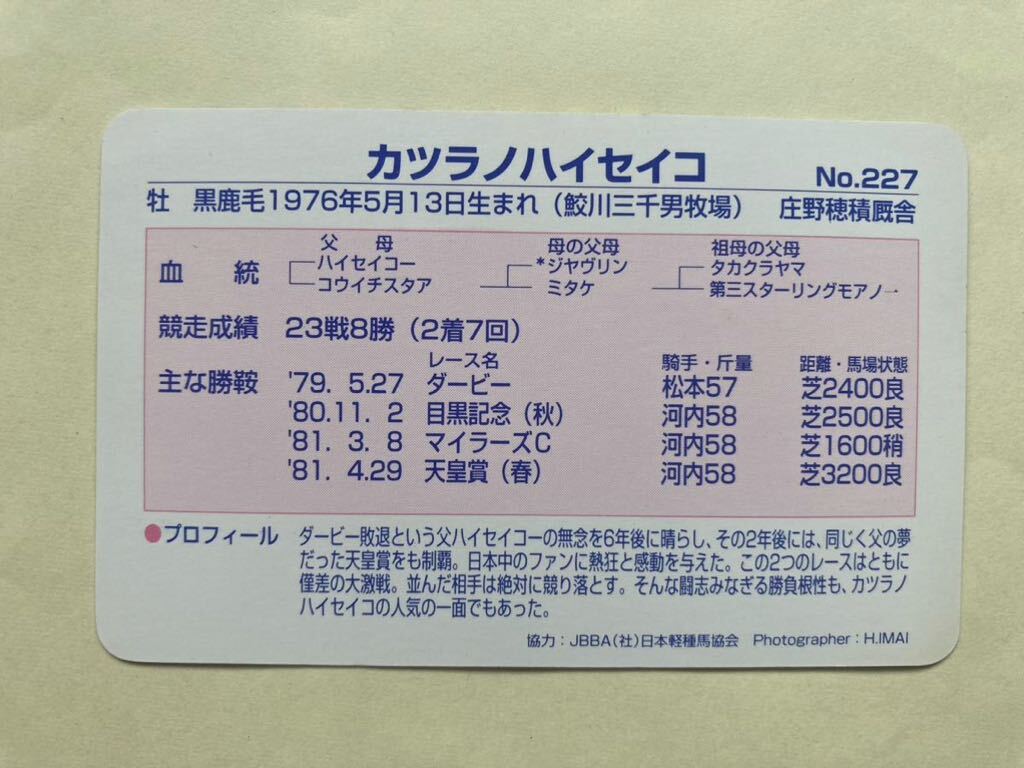 カツラノハイセイコ No.227
牡 黒鹿毛1976年5月13日生まれ(鮫川三千男牧場) 庄野穂積厩舎
父 母 母の父母 祖母の父母
血統 ハイセイコー *ジヤヴリン タカクラヤマ
コウイチスタア ミタケ 第三スターリングモアノー
競走成績 23戦8勝(2着7回)
レース名 騎手・斤量 距離・馬場状態
主な勝鞍 '79. 5.27 ダービー 松本57 芝2400良
'80.11. 2 目黒記念(秋) 河内58 芝2500良
'81. 3. 8 マイラーズC 河内58 芝1600稍
'81. 4.29 天皇賞(春) 河内58 芝3200良
●プロフィール ダービー敗退という父ハイセイコーの無念を6年後に晴らし、その2年後には、同じく父の夢
だった天皇賞をも制覇。日本中のファンに熱狂と感動を与えた。この2つのレースはともに
僅差の大激戦。並んだ相手は絶対に競り落とす。そんな闘志みなぎる勝負根性も、カツラノ
ハイセイコの人気の一面でもあった。
協力:JBBA(社)日本軽種馬協会 Photographer:H.IMAI